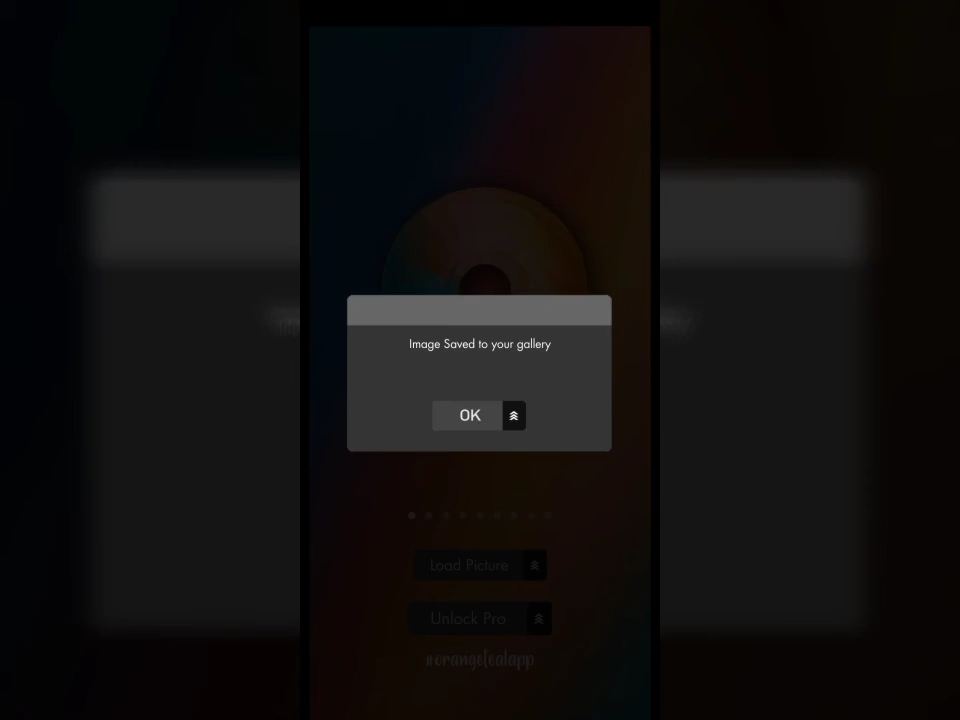 Image Saved to your gallery
OK
Load Picture
Unlock Pro
#orangetealapp